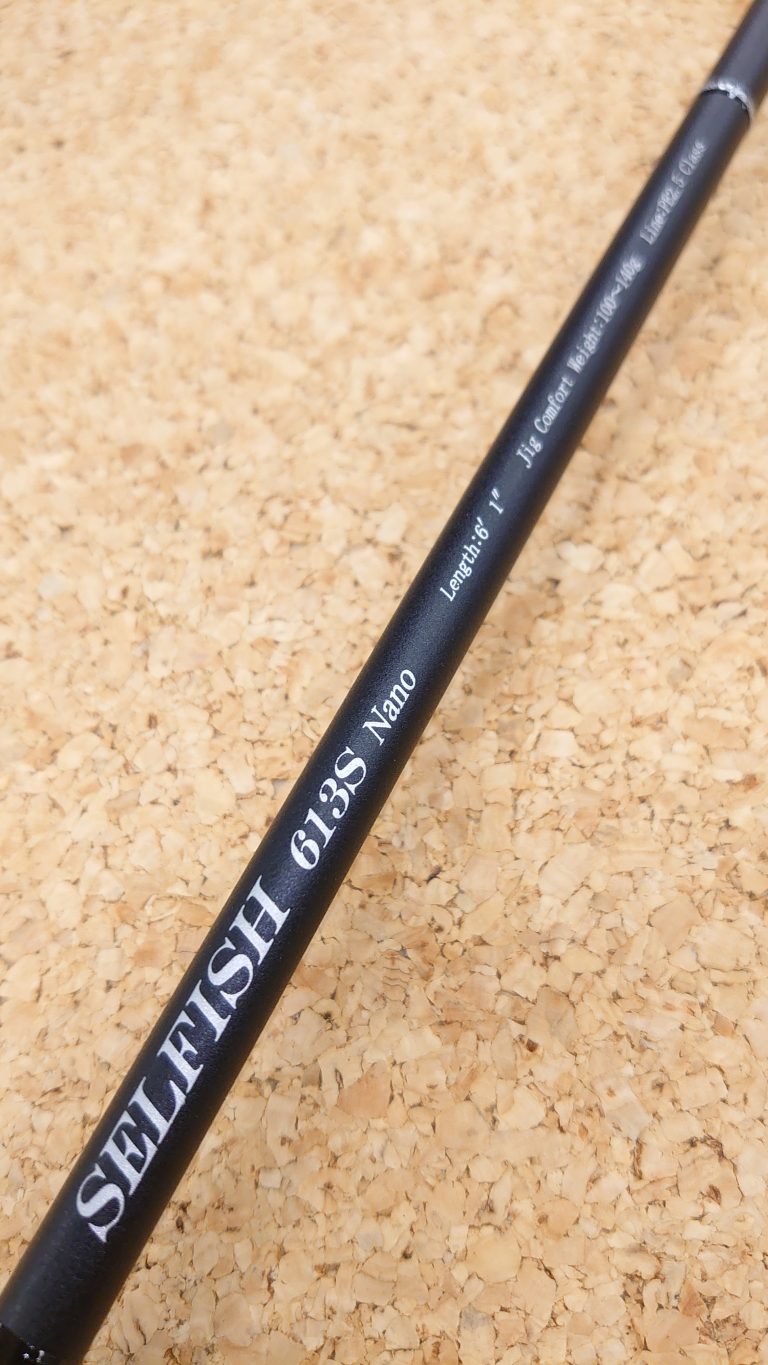 SELFISH 613S Nano Length:6' 1" Jig Comfort Weight:100~140g Line:PE2.5 Class